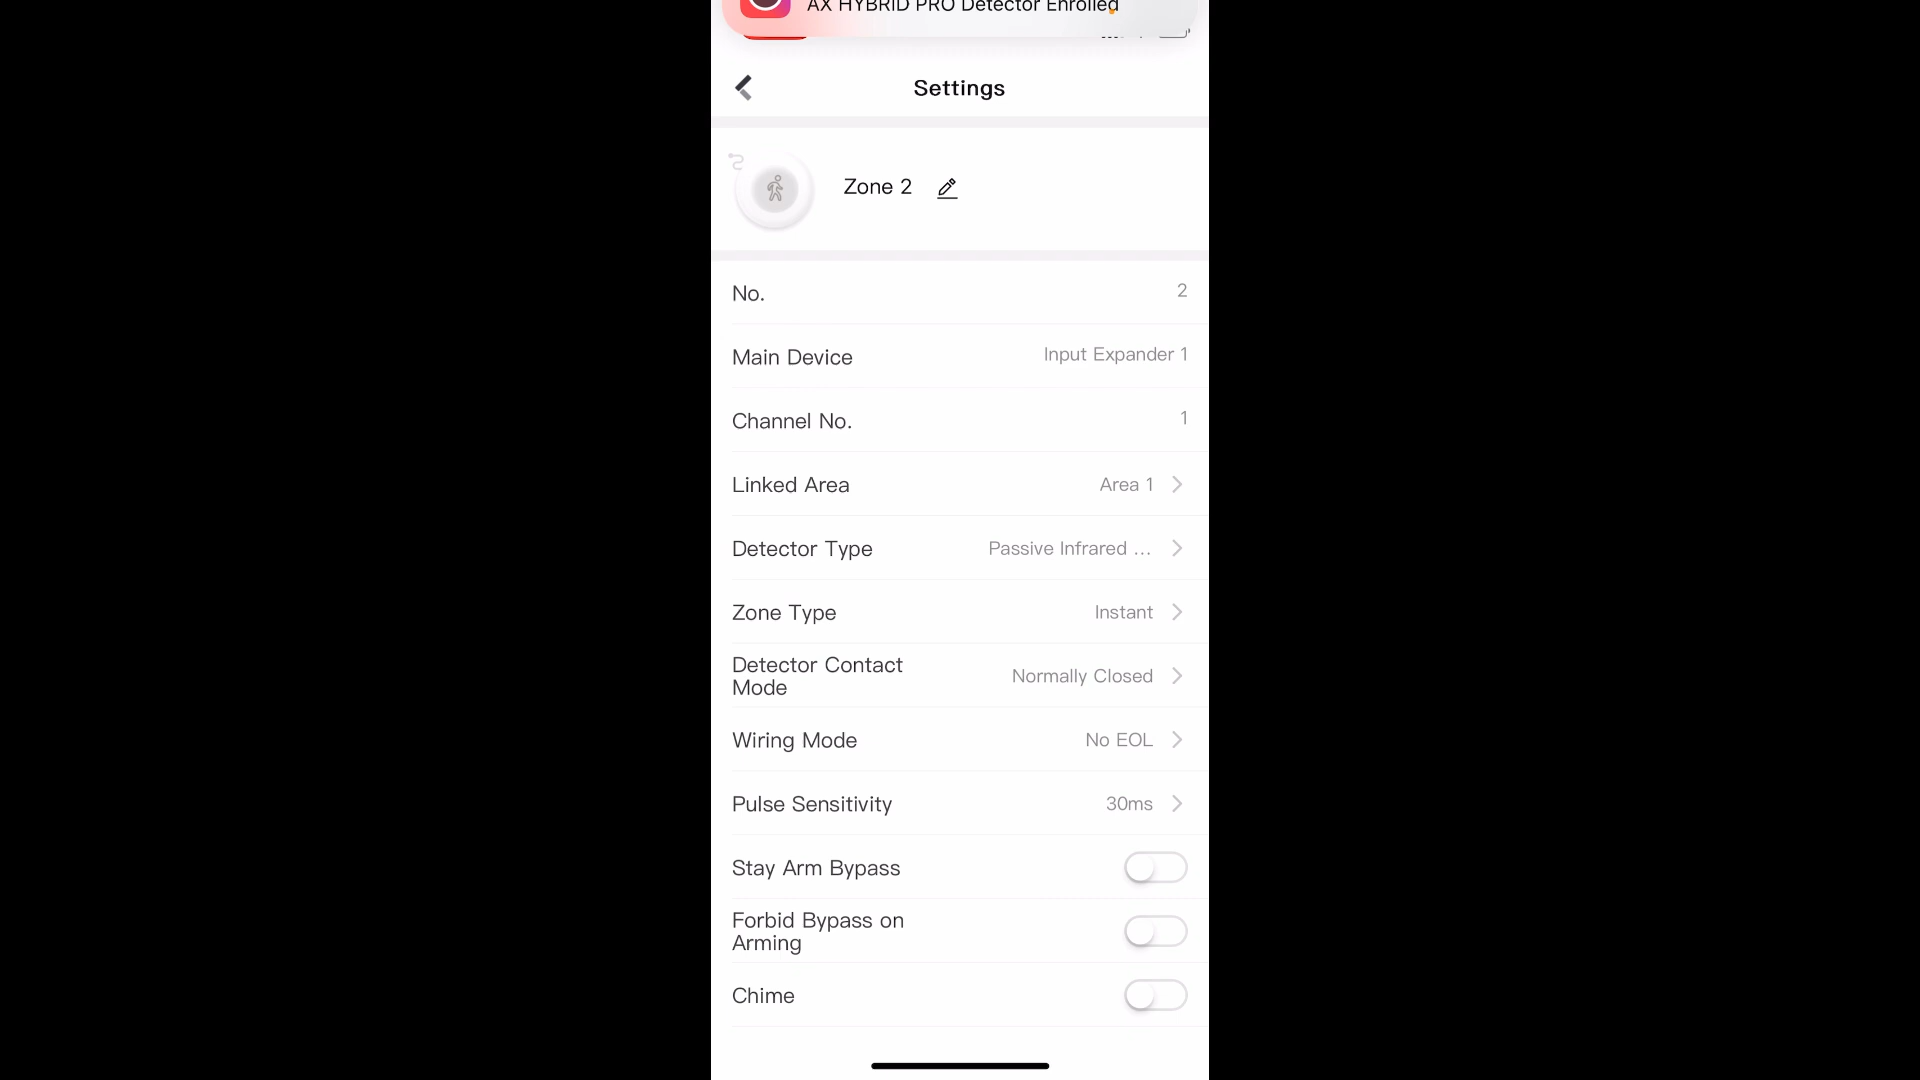 AX HYBRID PRO Detector Enrolled
Settings
Zone 2
No. 2
Main Device Input Expander 1
Channel No. 1
Linked Area Area 1
Detector Type Passive Infrared ...
Zone Type Instant
Detector Contact
Mode Normally Closed
Wiring Mode No EOL
Pulse Sensitivity 30ms
Stay Arm Bypass
Forbid Bypass on
Arming
Chime